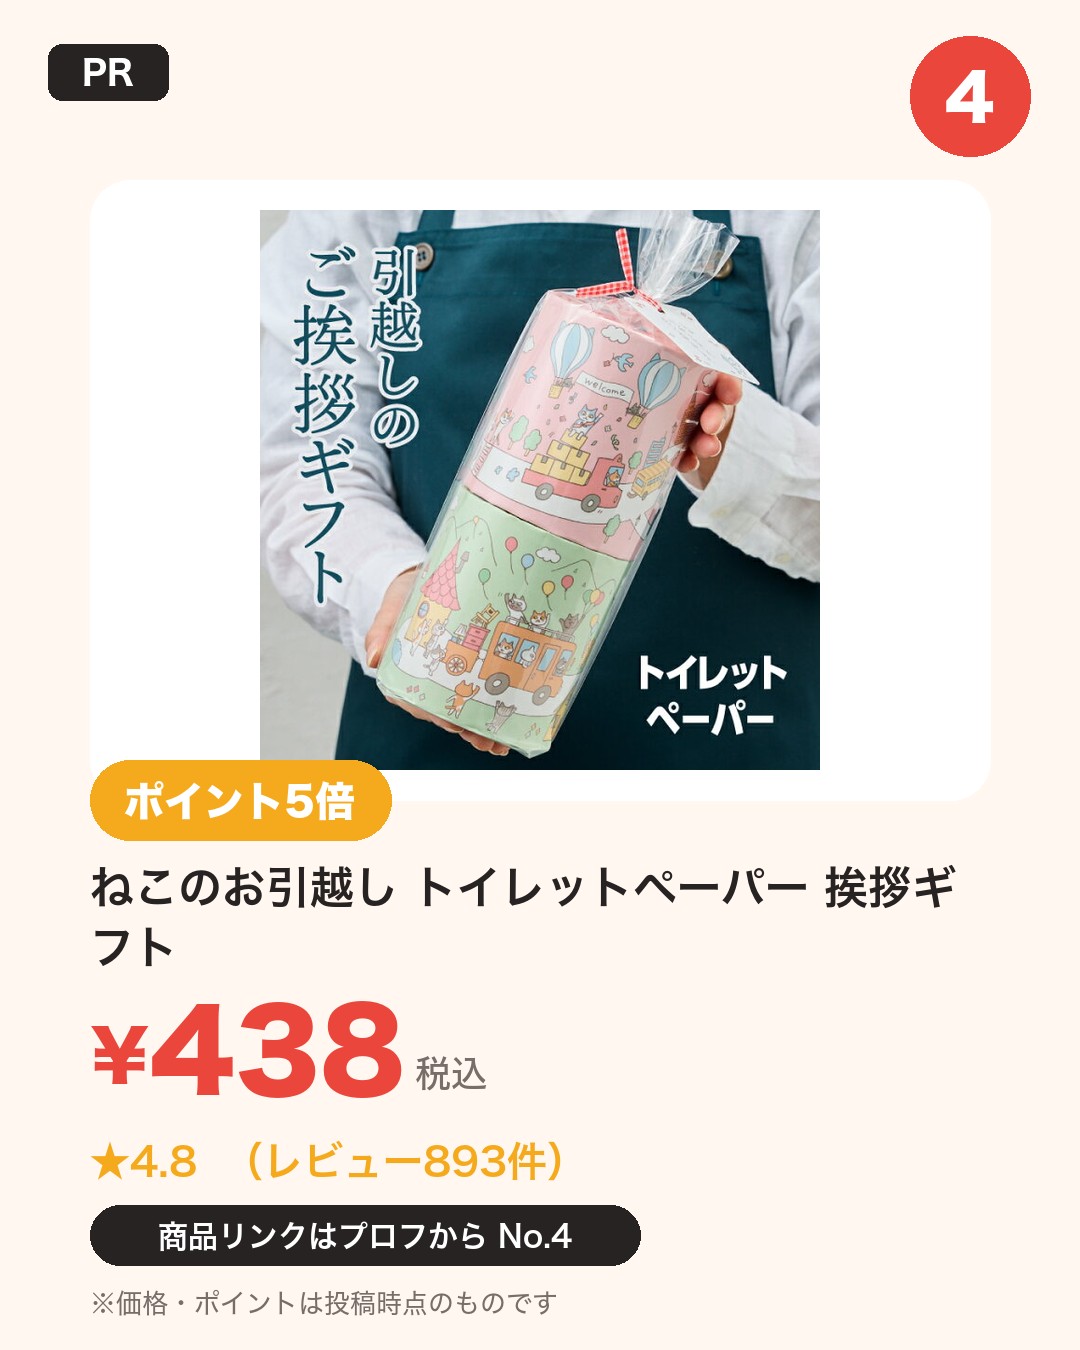 PR
4
引越しの
ご挨拶ギフト
welcome
トイレット
ペーパー
ポイント5倍
ねこのお引越し トイレットペーパー 挨拶ギ
フト
¥438 税込
★4.8 （レビュー893件）
商品リンクはプロフから No.4
※価格・ポイントは投稿時点のものです